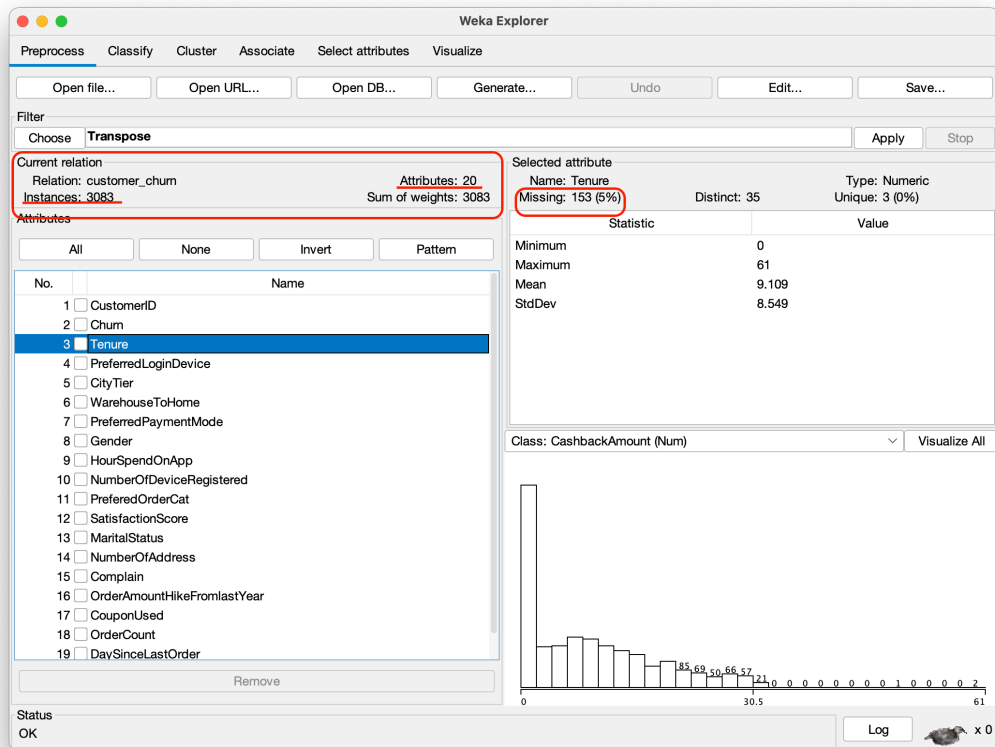 Weka Explorer
Preprocess Classify Cluster Associate Select attributes Visualize
Open file... Open URL... Open DB... Generate... Undo Edit... Save...
Filter
Choose Transpose Apply Stop
Current relation
Relation: customer_churn Attributes: 20
Instances: 3083 Sum of weights: 3083
Selected attribute
Name: Tenure Type: Numeric
Missing: 153 (5%) Distinct: 35 Unique: 3 (0%)
Attributes
All None Invert Pattern
No. Name
1 CustomerID
2 Churn
3 Tenure
4 PreferredLoginDevice
5 CityTier
6 WarehouseToHome
7 PreferredPaymentMode
8 Gender
9 HourSpendOnApp
10 NumberOfDeviceRegistered
11 PreferedOrderCat
12 SatisfactionScore
13 MaritalStatus
14 NumberOfAddress
15 Complain
16 OrderAmountHikeFromlastYear
17 CouponUsed
18 OrderCount
19 DaySinceLastOrder
Remove
Statistic Value
Minimum 0
Maximum 61
Mean 9.109
StdDev 8.549
Class: CashbackAmount (Num) Visualize All
85 69 50 66 57 21 0 0 0 0 0 0 0 0 1 0 0 0 0 2
0 30.5 61
Status
OK Log x 0